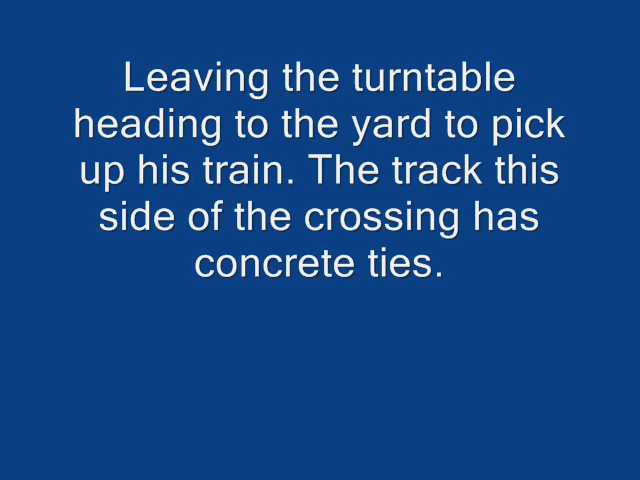 Leaving the turntable
heading to the yard to pick
up his train. The track this
side of the crossing has
concrete ties.